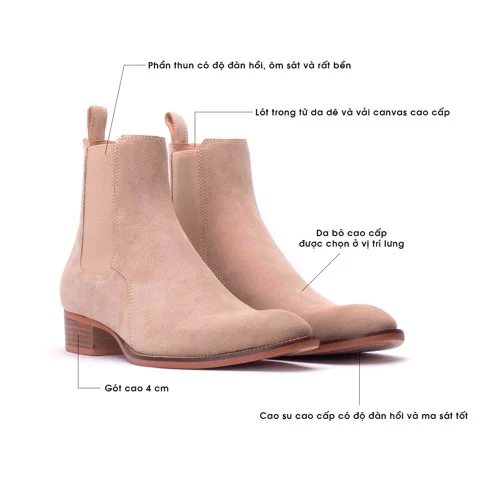 Phần thun có độ đàn hồi, ôm sát và rất bền
Lót trong từ da dê và vải canvas cao cấp
Da bò cao cấp
được chọn ở vị trí lưng
Gót cao 4 cm
Cao su cao cấp có độ đàn hồi và ma sát tốt